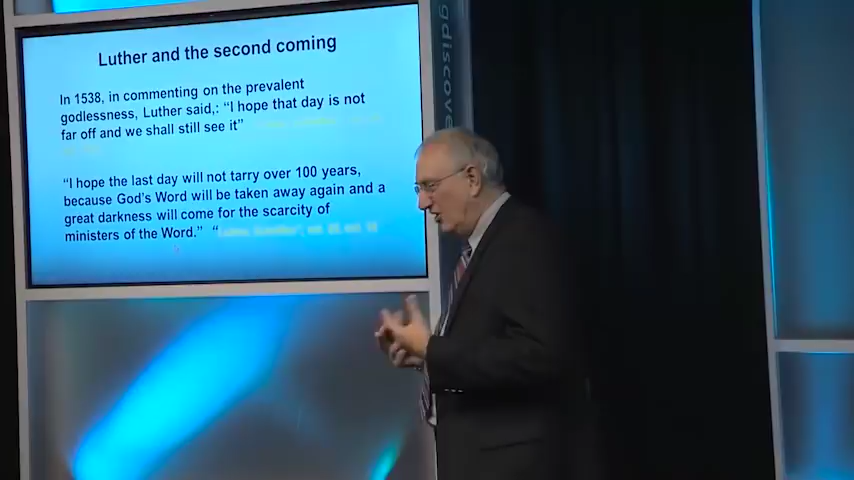 Luther and the second coming
In 1538, in commenting on the prevalent
godlessness, Luther said,: “I hope that day is not
far off and we shall still see it”
“I hope the last day will not tarry over 100 years,
because God’s Word will be taken away again and a
great darkness will come for the scarcity of
ministers of the Word.” “
gdiscove